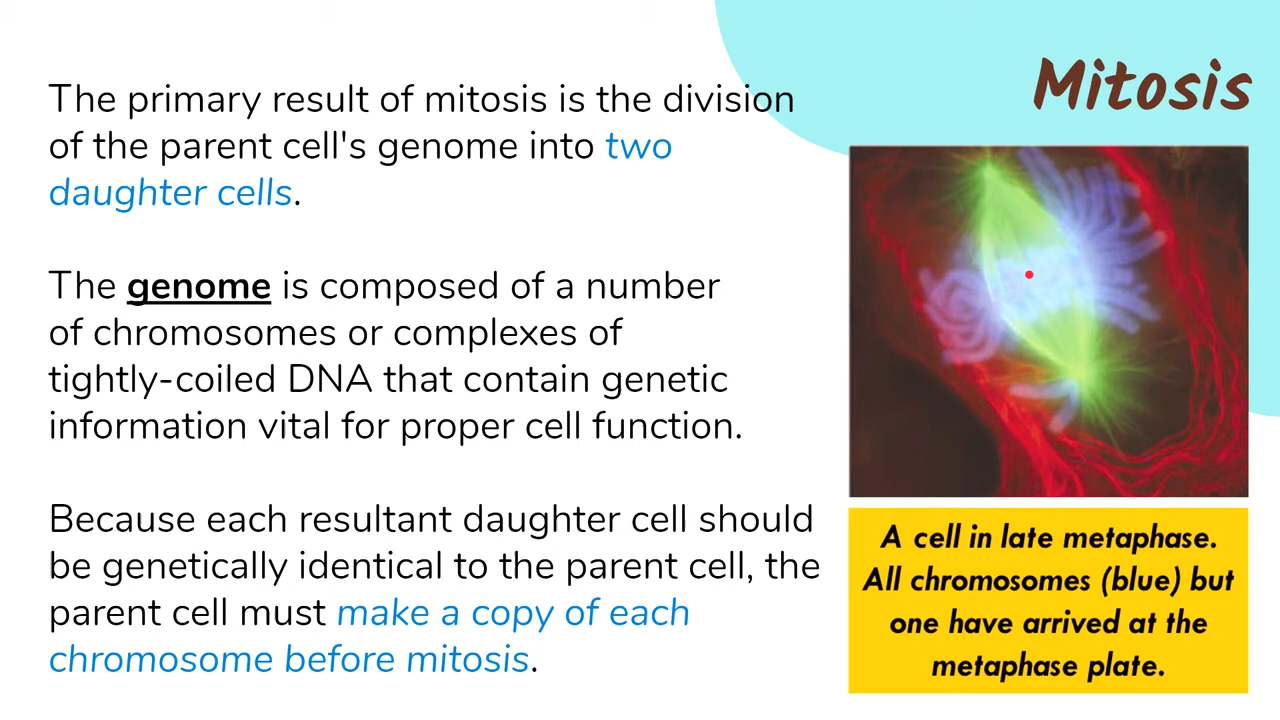 Mitosis
The primary result of mitosis is the division
of the parent cell's genome into two
daughter cells.
The genome is composed of a number
of chromosomes or complexes of
tightly-coiled DNA that contain genetic
information vital for proper cell function.
Because each resultant daughter cell should
be genetically identical to the parent cell, the
parent cell must make a copy of each
chromosome before mitosis.
A cell in late metaphase.
All chromosomes (blue) but
one have arrived at the
metaphase plate.